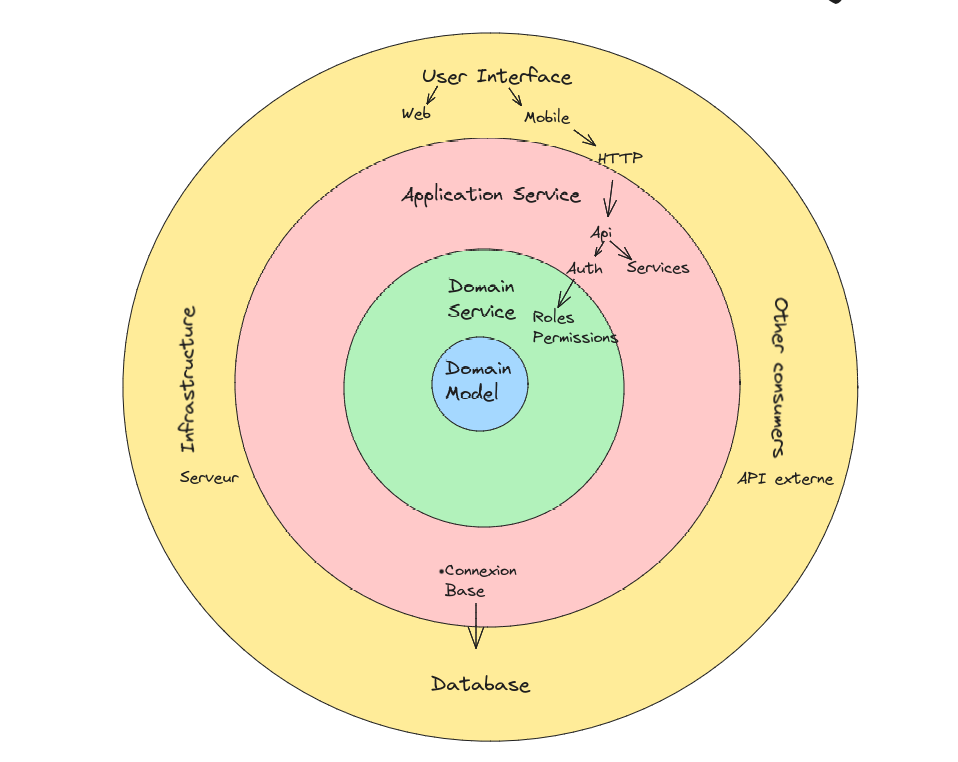 User Interface
Web
Mobile
HTTP
Application Service
Api
Auth
Services
Domain
Service
Roles
Permissions
Domain
Model
Infrastructure
Serveur
Other consumers
API externe
•Connexion
Base
Database